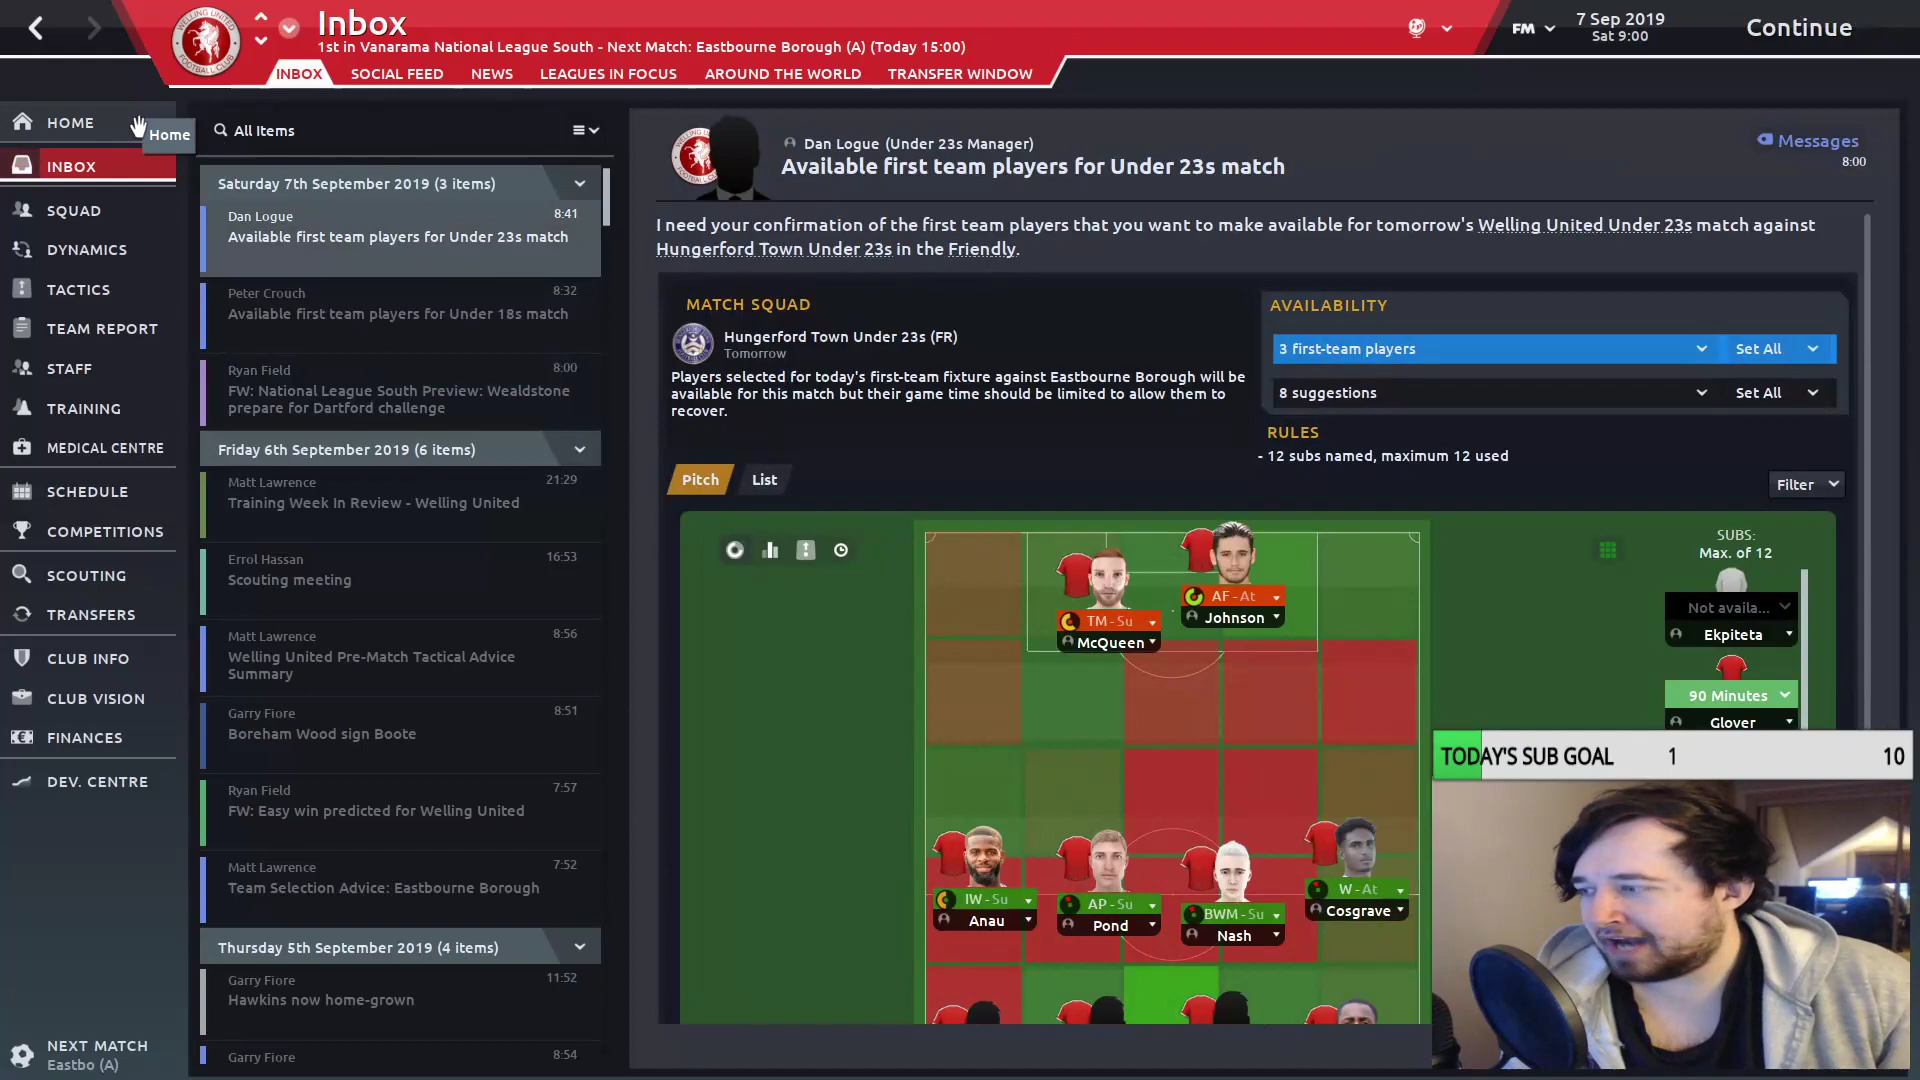 Inbox
1st in Vanarama National League South - Next Match: Eastbourne Borough (A) (Today 15:00)
FM
7 Sep 2019
Sat 9:00
Continue
INBOX
SOCIAL FEED
NEWS
LEAGUES IN FOCUS
AROUND THE WORLD
TRANSFER WINDOW
HOME
Home
INBOX
SQUAD
DYNAMICS
TACTICS
TEAM REPORT
STAFF
TRAINING
MEDICAL CENTRE
SCHEDULE
COMPETITIONS
SCOUTING
TRANSFERS
CLUB INFO
CLUB VISION
FINANCES
DEV. CENTRE
NEXT MATCH
Eastbo (A)
All Items
Saturday 7th September 2019 (3 items)
Dan Logue 8:41
Available first team players for Under 23s match
Peter Crouch 8:32
Available first team players for Under 18s match
Ryan Field 8:00
FW: National League South Preview: Wealdstone
prepare for Dartford challenge
Friday 6th September 2019 (6 items)
Matt Lawrence 21:29
Training Week In Review - Welling United
Errol Hassan 16:53
Scouting meeting
Matt Lawrence 8:56
Welling United Pre-Match Tactical Advice
Summary
Garry Fiore 8:51
Boreham Wood sign Boote
Ryan Field 7:57
FW: Easy win predicted for Welling United
Matt Lawrence 7:52
Team Selection Advice: Eastbourne Borough
Thursday 5th September 2019 (4 items)
Garry Fiore 11:52
Hawkins now home-grown
Garry Fiore 8:54
Dan Logue (Under 23s Manager)
Available first team players for Under 23s match
Messages
8:00
I need your confirmation of the first team players that you want to make available for tomorrow's Welling United Under 23s match against
Hungerford Town Under 23s in the Friendly.
MATCH SQUAD
Hungerford Town Under 23s (FR)
Tomorrow
Players selected for today's first-team fixture against Eastbourne Borough will be
available for this match but their game time should be limited to allow them to
recover.
AVAILABILITY
3 first-team players Set All
8 suggestions Set All
RULES
- 12 subs named, maximum 12 used
Pitch
List
Filter
SUBS:
Max. of 12
Not availa...
Ekpiteta
90 Minutes
Glover
AF - At
Johnson
TM - Su
McQueen
IW - Su
Anau
AP - Su
Pond
BWM - Su
Nash
W - At
Cosgrave
TODAY'S SUB GOAL 1 10